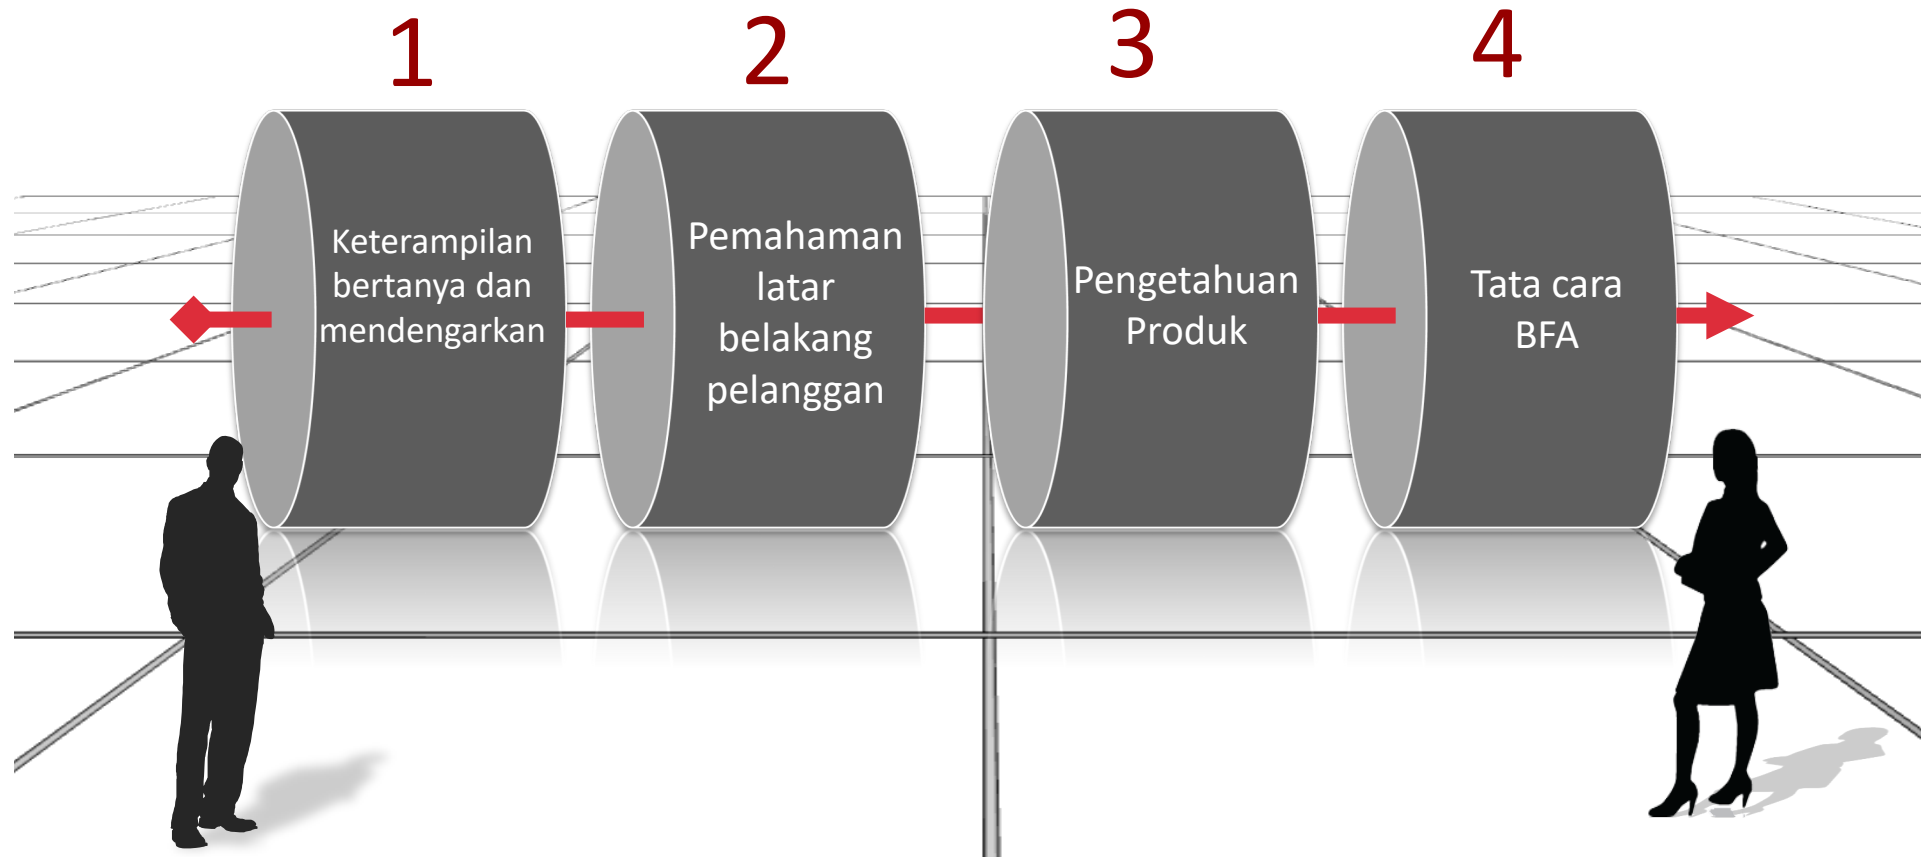 1
2
3
4
Keterampilan
bertanya dan
mendengarkan
Pemahaman
latar
belakang
pelanggan
Pengetahuan
Produk
Tata cara
BFA